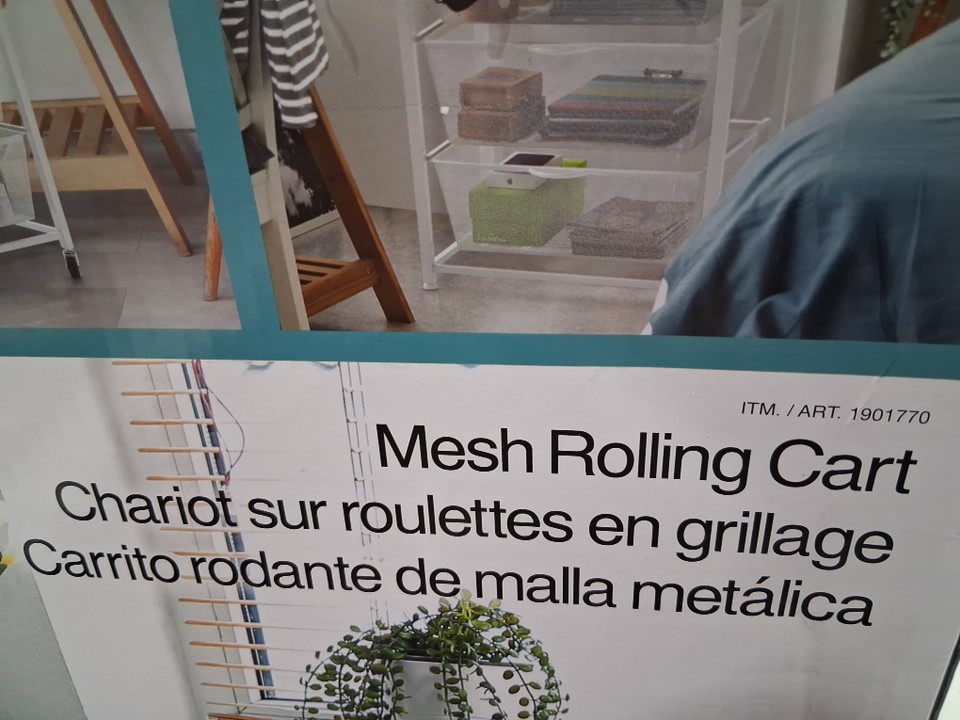 ITM. / ART. 1901770
Mesh Rolling Cart
Chariot sur roulettes en grillage
Carrito rodante de malla metálica